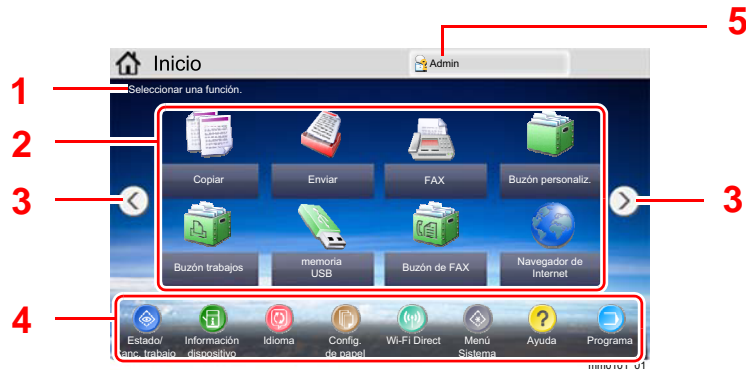 5
Inicio
Admin
1
Seleccionar una función.
2
Copiar
Enviar
FAX
Buzón personaliz.
3
3
Buzón trabajos
memoria
USB
Buzón de FAX
Navegador de
Internet
4
Estado/
Canc. trabajo
Información
dispositivo
Idioma
Config.
de papel
Wi-Fi Direct
Menú
Sistema
Ayuda
Programa